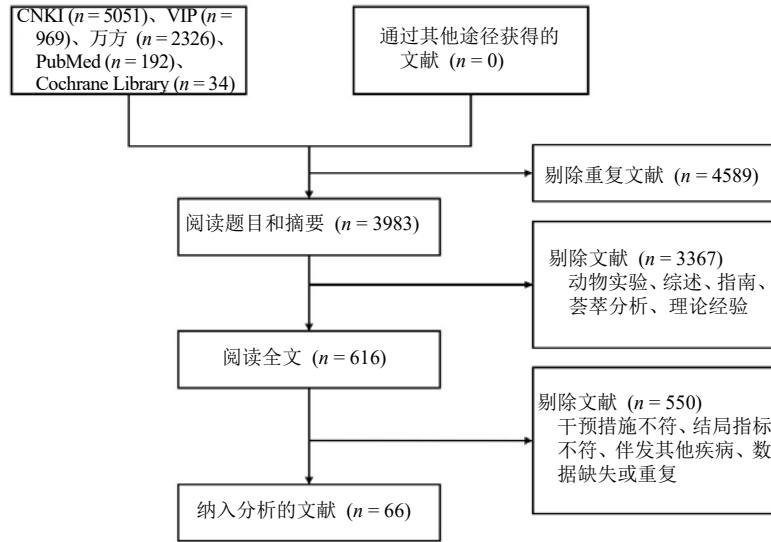 CNKI (n = 5051)、VIP (n =
969)、万方 (n = 2326)、
PubMed (n = 192)、
Cochrane Library (n = 34)
通过其他途径获得的
文献 (n = 0)
剔除重复文献 (n = 4589)
阅读题目和摘要 (n = 3983)
剔除文献 (n = 3367)
动物实验、综述、指南、
荟萃分析、理论经验
阅读全文 (n = 616)
剔除文献 (n = 550)
干预措施不符、结局指标
不符、伴发其他疾病、数
据缺失或重复
纳入分析的文献 (n = 66)